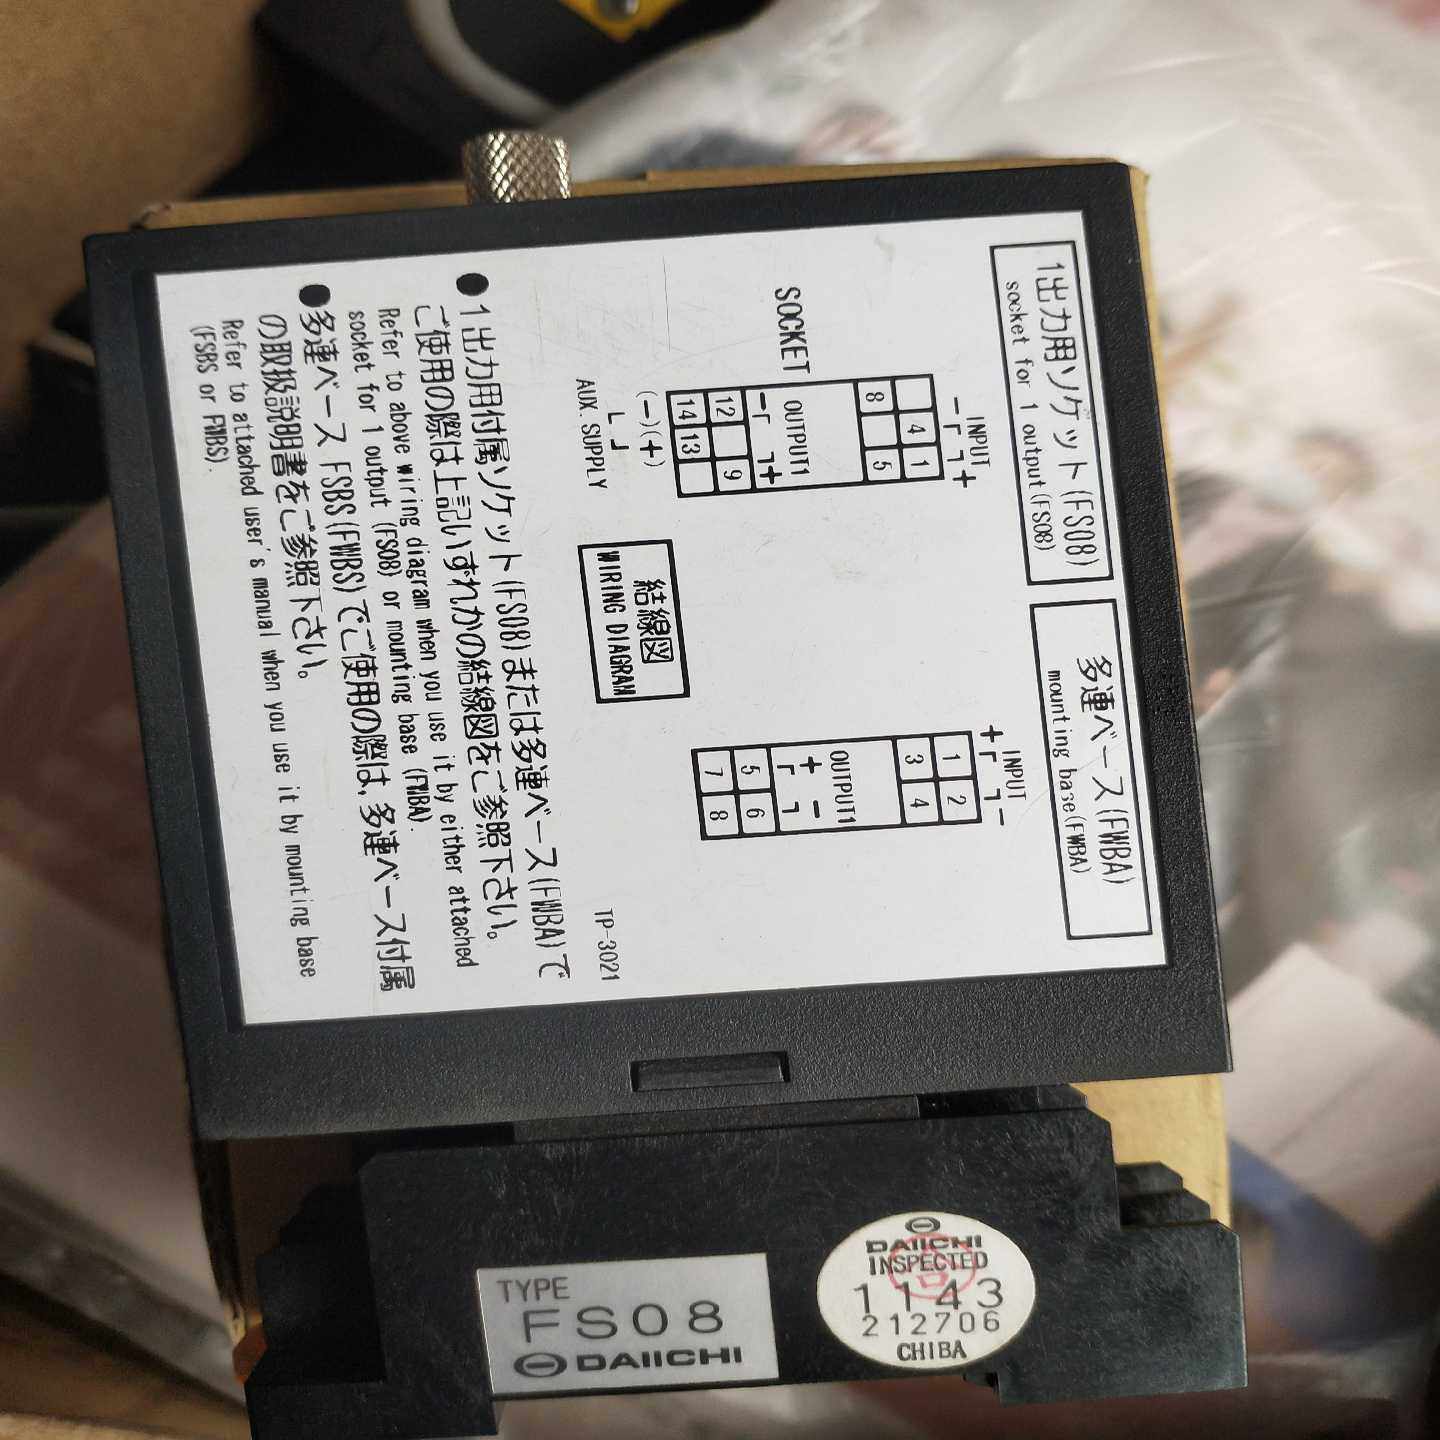 1出力用ソケット(FS08)
socket for 1 output(FS08)
多連ベース(FWBA)
mounting base(FWBA)
INPUT
- +
4 1
8 5
OUTPUT1
- +
12 9
14 13
(-)(+)
AUX. SUPPLY
SOCKET
INPUT
+ -
1 2
3 4
OUTPUT1
+ -
5 6
7 8
結線図
WIRING DIAGRAM
TP-3021
●1出力用付属ソケット(FS08)または多連ベース(FWBA)で
ご使用の際は上記いずれかの結線図をご参照下さい。
Refer to above wiring diagram when you use it by either attached
socket for 1 output (FS08) or mounting base (FWBA).
●多連ベース FSBS(FWBS)でご使用の際は,多連ベース付属
の取扱説明書をご参照下さい。
Refer to attached user's manual when you use it by mounting base
(FSBS or FWBS).
TYPE
FS08
DAIICHI
DAIICHI
INSPECTED
1143
212706
CHIBA